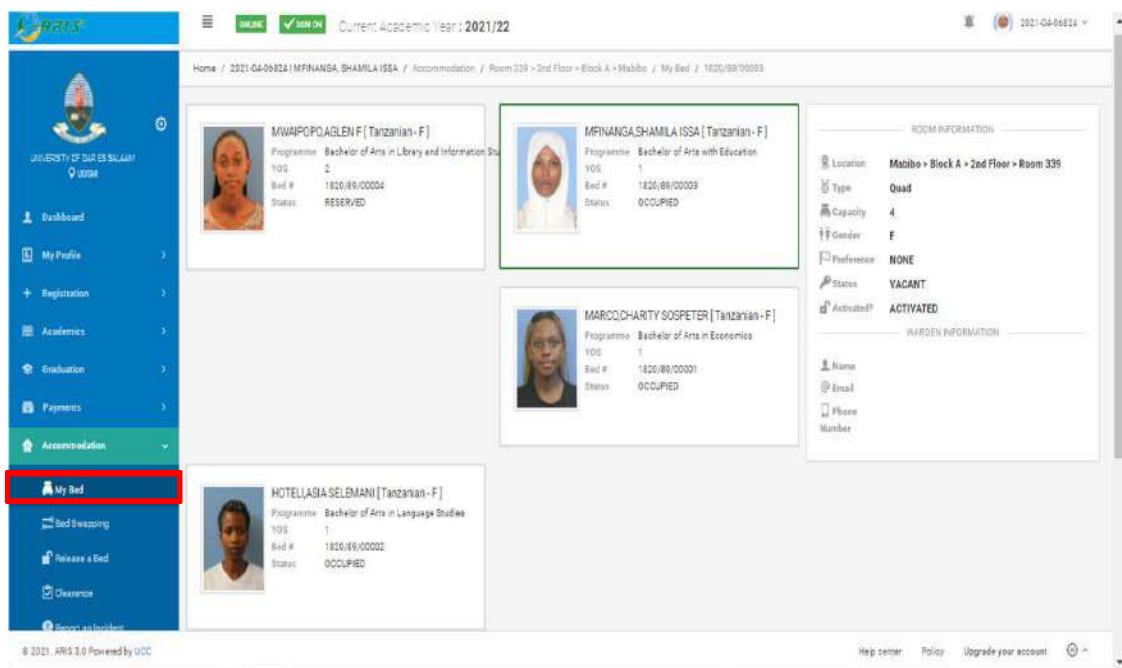 ARIS
ONLINE
SIGN ON
Current Academic Year : 2021/22
2021-04-06824
Home / 2021-04-06824 | MFINANGA, SHAMILA ISSA / Accommodation / Room 339 > 2nd Floor > Block A > Mabibo / My Bed / 1820/89/00003
UNIVERSITY OF DAR ES SALAAM
UDSM
Dashboard
My Profile
Registration
Academics
Graduation
Payments
Accommodation
My Bed
Bed Swapping
Release a Bed
Clearance
Report an Incident
MWAIPOPO,AGLEN F [ Tanzanian - F ]
Programme Bachelor of Arts in Library and Information Stu
YOS 2
Bed # 1820/89/00004
Status RESERVED
MFINANGA,SHAMILA ISSA [ Tanzanian - F ]
Programme Bachelor of Arts with Education
YOS 1
Bed # 1820/89/00003
Status OCCUPIED
MARCO,CHARITY SOSPETER [ Tanzanian - F ]
Programme Bachelor of Arts in Economics
YOS 1
Bed # 1820/89/00001
Status OCCUPIED
HOTELI,ASIA SELEMANI [ Tanzanian - F ]
Programme Bachelor of Arts in Language Studies
YOS 1
Bed # 1820/89/00002
Status OCCUPIED
ROOM INFORMATION
Location Mabibo > Block A > 2nd Floor > Room 339
Type Quad
Capacity 4
Gender F
Preference NONE
Status VACANT
Activated? ACTIVATED
WARDEN INFORMATION
Name
Email
Phone
Number
© 2021. ARIS 3.0 Powered by UCC
Help center Policy Upgrade your account